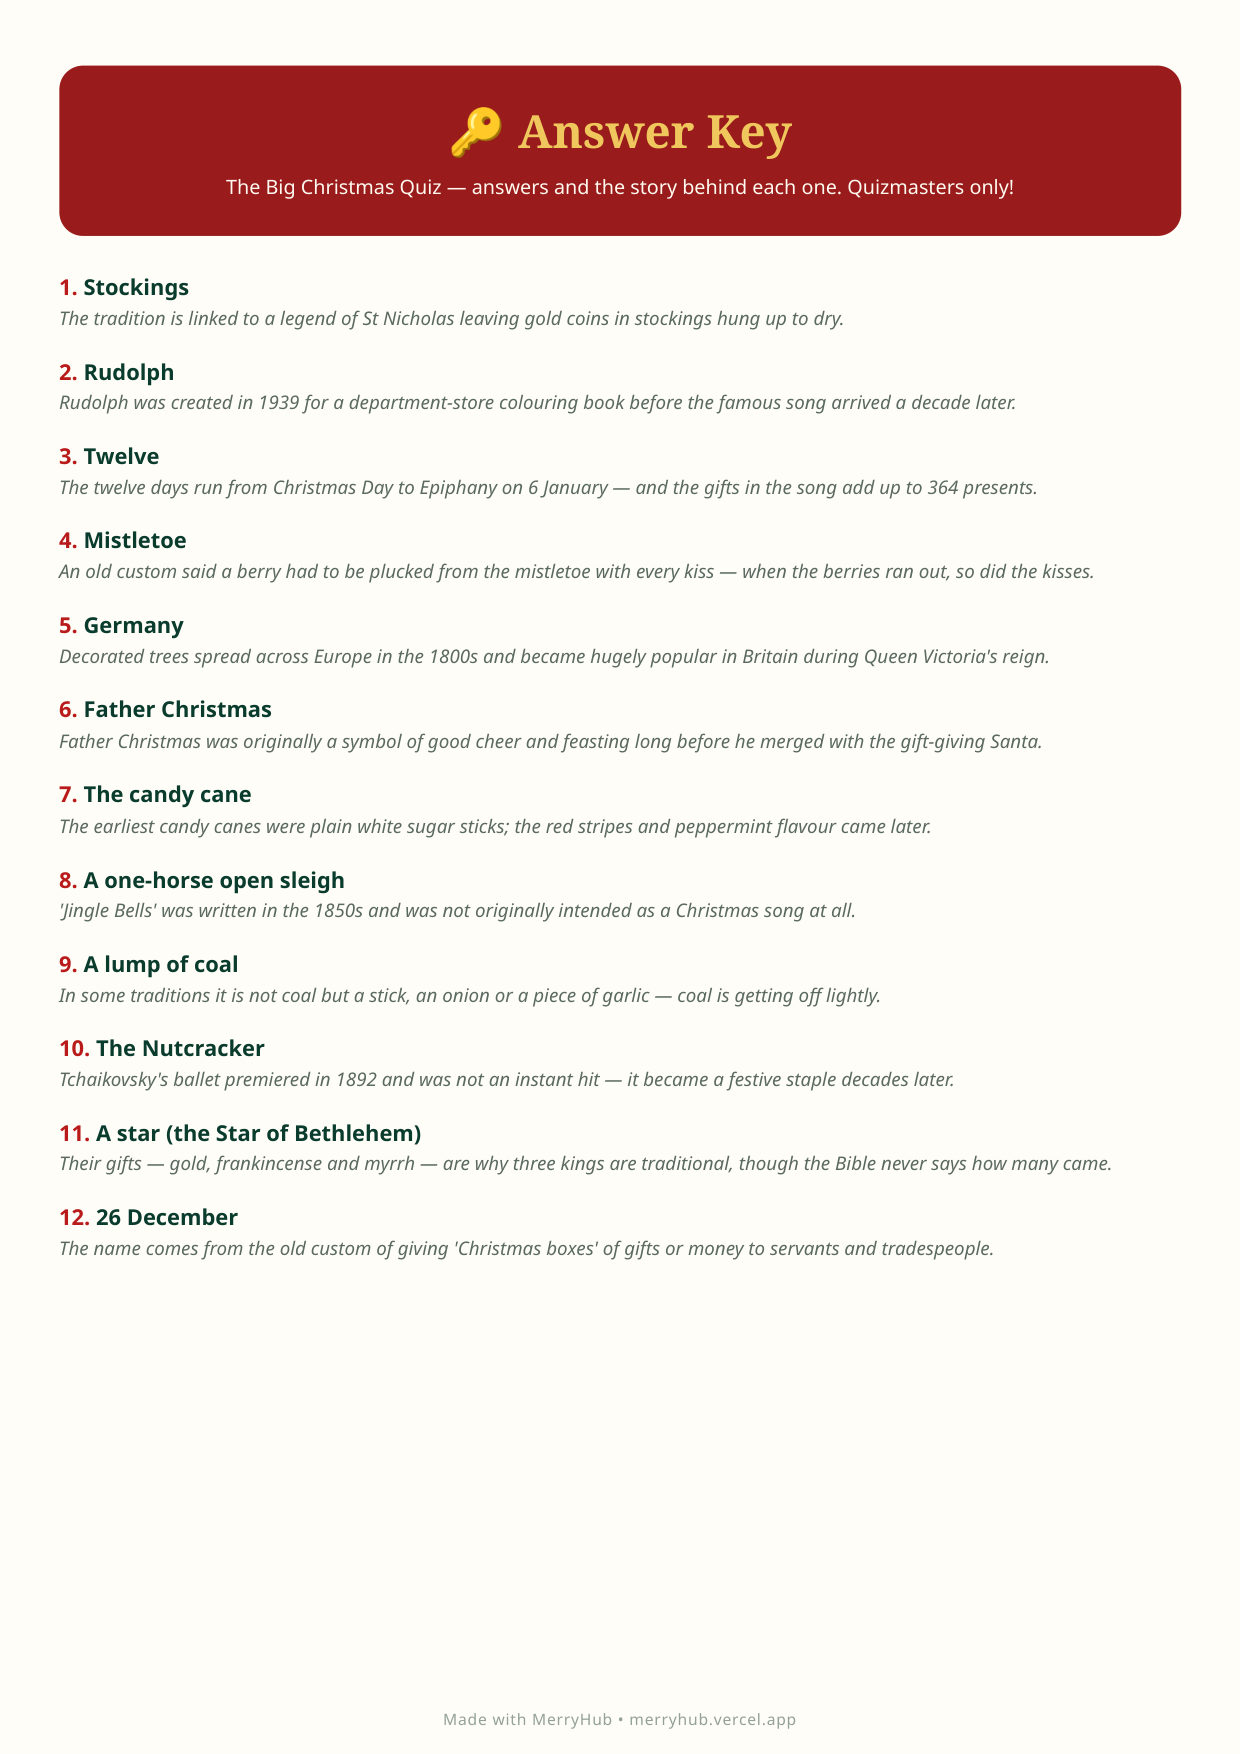 🔑 Answer Key
The Big Christmas Quiz — answers and the story behind each one. Quizmasters only!
1. Stockings
The tradition is linked to a legend of St Nicholas leaving gold coins in stockings hung up to dry.
2. Rudolph
Rudolph was created in 1939 for a department-store colouring book before the famous song arrived a decade later.
3. Twelve
The twelve days run from Christmas Day to Epiphany on 6 January — and the gifts in the song add up to 364 presents.
4. Mistletoe
An old custom said a berry had to be plucked from the mistletoe with every kiss — when the berries ran out, so did the kisses.
5. Germany
Decorated trees spread across Europe in the 1800s and became hugely popular in Britain during Queen Victoria's reign.
6. Father Christmas
Father Christmas was originally a symbol of good cheer and feasting long before he merged with the gift-giving Santa.
7. The candy cane
The earliest candy canes were plain white sugar sticks; the red stripes and peppermint flavour came later.
8. A one-horse open sleigh
'Jingle Bells' was written in the 1850s and was not originally intended as a Christmas song at all.
9. A lump of coal
In some traditions it is not coal but a stick, an onion or a piece of garlic — coal is getting off lightly.
10. The Nutcracker
Tchaikovsky's ballet premiered in 1892 and was not an instant hit — it became a festive staple decades later.
11. A star (the Star of Bethlehem)
Their gifts — gold, frankincense and myrrh — are why three kings are traditional, though the Bible never says how many came.
12. 26 December
The name comes from the old custom of giving 'Christmas boxes' of gifts or money to servants and tradespeople.
Made with MerryHub • merryhub.vercel.app